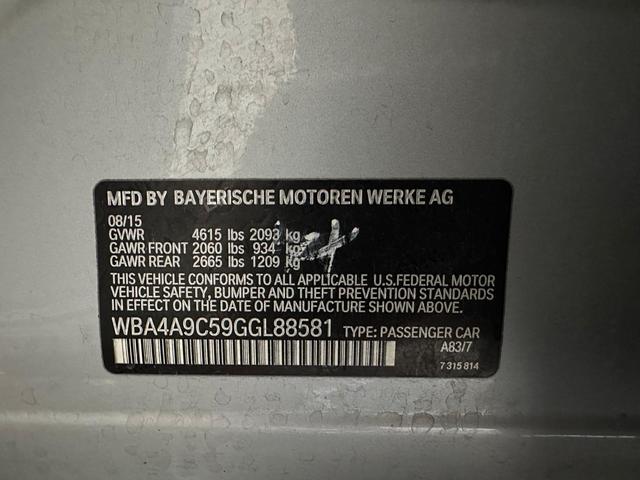 MFD BY BAYERISCHE MOTOREN WERKE AG
08/15
GVWR 4615 lbs 2093 kg
GAWR FRONT 2060 lbs 934 kg
GAWR REAR 2665 lbs 1209 kg
THIS VEHICLE CONFORMS TO ALL APPLICABLE U.S.FEDERAL MOTOR
VEHICLE SAFETY, BUMPER AND THEFT PREVENTION STANDARDS
IN EFFECT ON THE DATE OF MANUFACTURE SHOWN ABOVE.
WBA4A9C59GGL88581 TYPE: PASSENGER CAR
A83/7
7 315 814